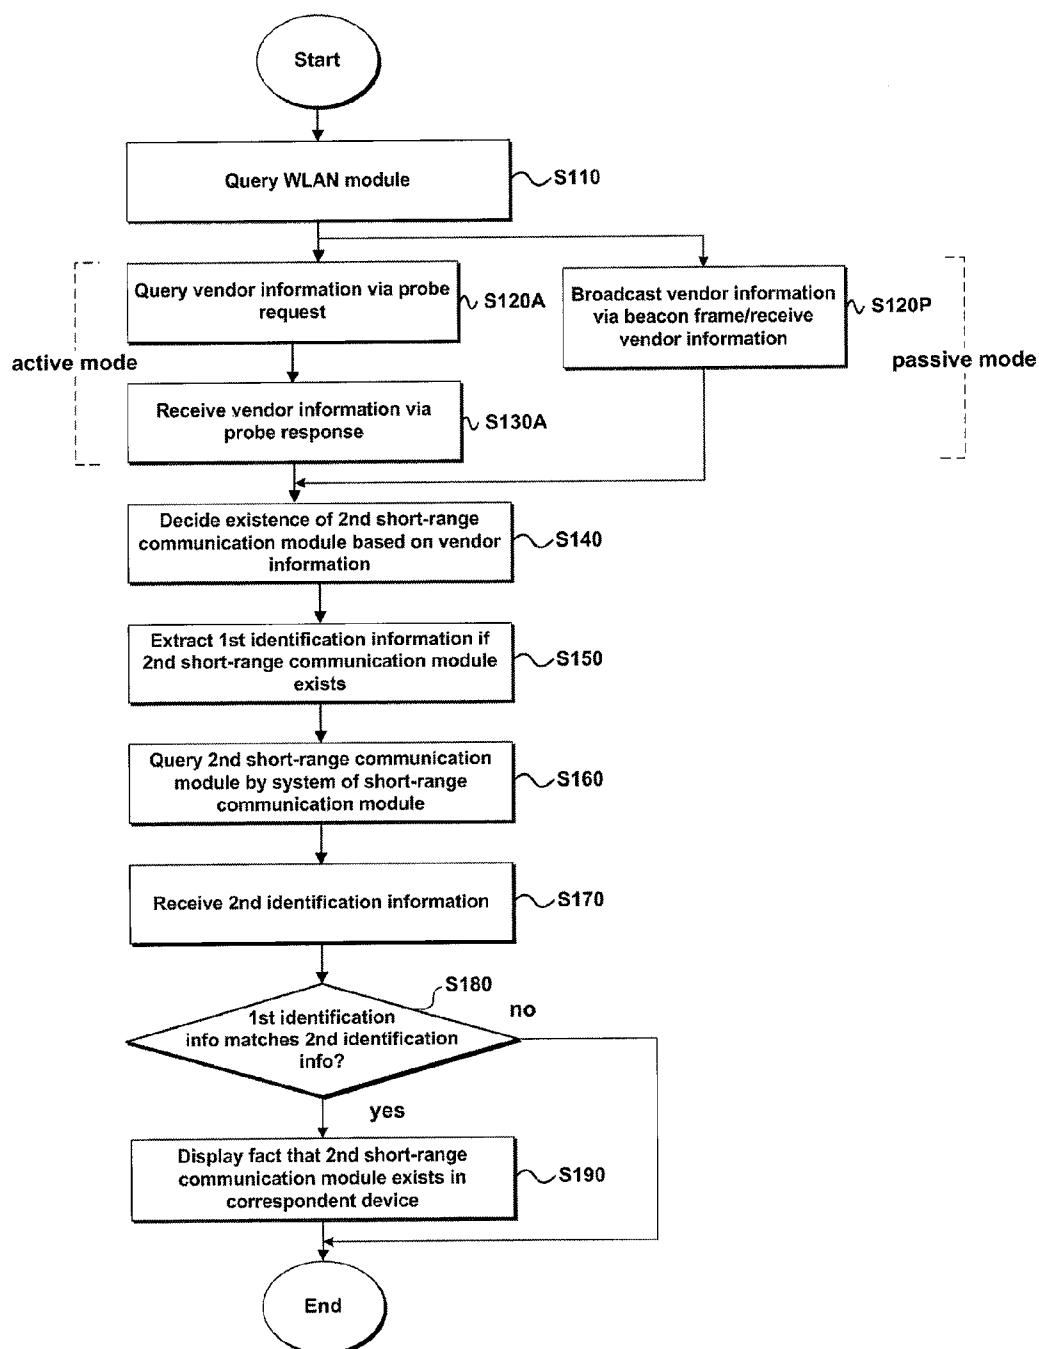 Start
Query WLAN module
S110
Query vendor information via probe
request
S120A
Broadcast vendor information
via beacon frame/receive
vendor information
S120P
active mode
passive mode
Receive vendor information via
probe response
S130A
Decide existence of 2nd short-range
communication module based on vendor
information
S140
Extract 1st identification information if
2nd short-range communication module
exists
S150
Query 2nd short-range communication
module by system of short-range
communication module
S160
Receive 2nd identification information
S170
S180
no
1st identification
info matches 2nd identification
info?
yes
Display fact that 2nd short-range
communication module exists in
correspondent device
S190
End